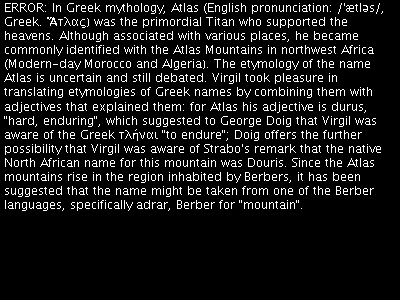 ERROR: In Greek mythology, Atlas (English pronunciation: /ˈætləs/,
Greek. Ἄτλας) was the primordial Titan who supported the
heavens. Although associated with various places, he became
commonly identified with the Atlas Mountains in northwest Africa
(Modern-day Morocco and Algeria). The etymology of the name
Atlas is uncertain and still debated. Virgil took pleasure in
translating etymologies of Greek names by combining them with
adjectives that explained them: for Atlas his adjective is durus,
"hard, enduring", which suggested to George Doig that Virgil was
aware of the Greek τλήναι "to endure"; Doig offers the further
possibility that Virgil was aware of Strabo's remark that the native
North African name for this mountain was Douris. Since the Atlas
mountains rise in the region inhabited by Berbers, it has been
suggested that the name might be taken from one of the Berber
languages, specifically adrar, Berber for "mountain".